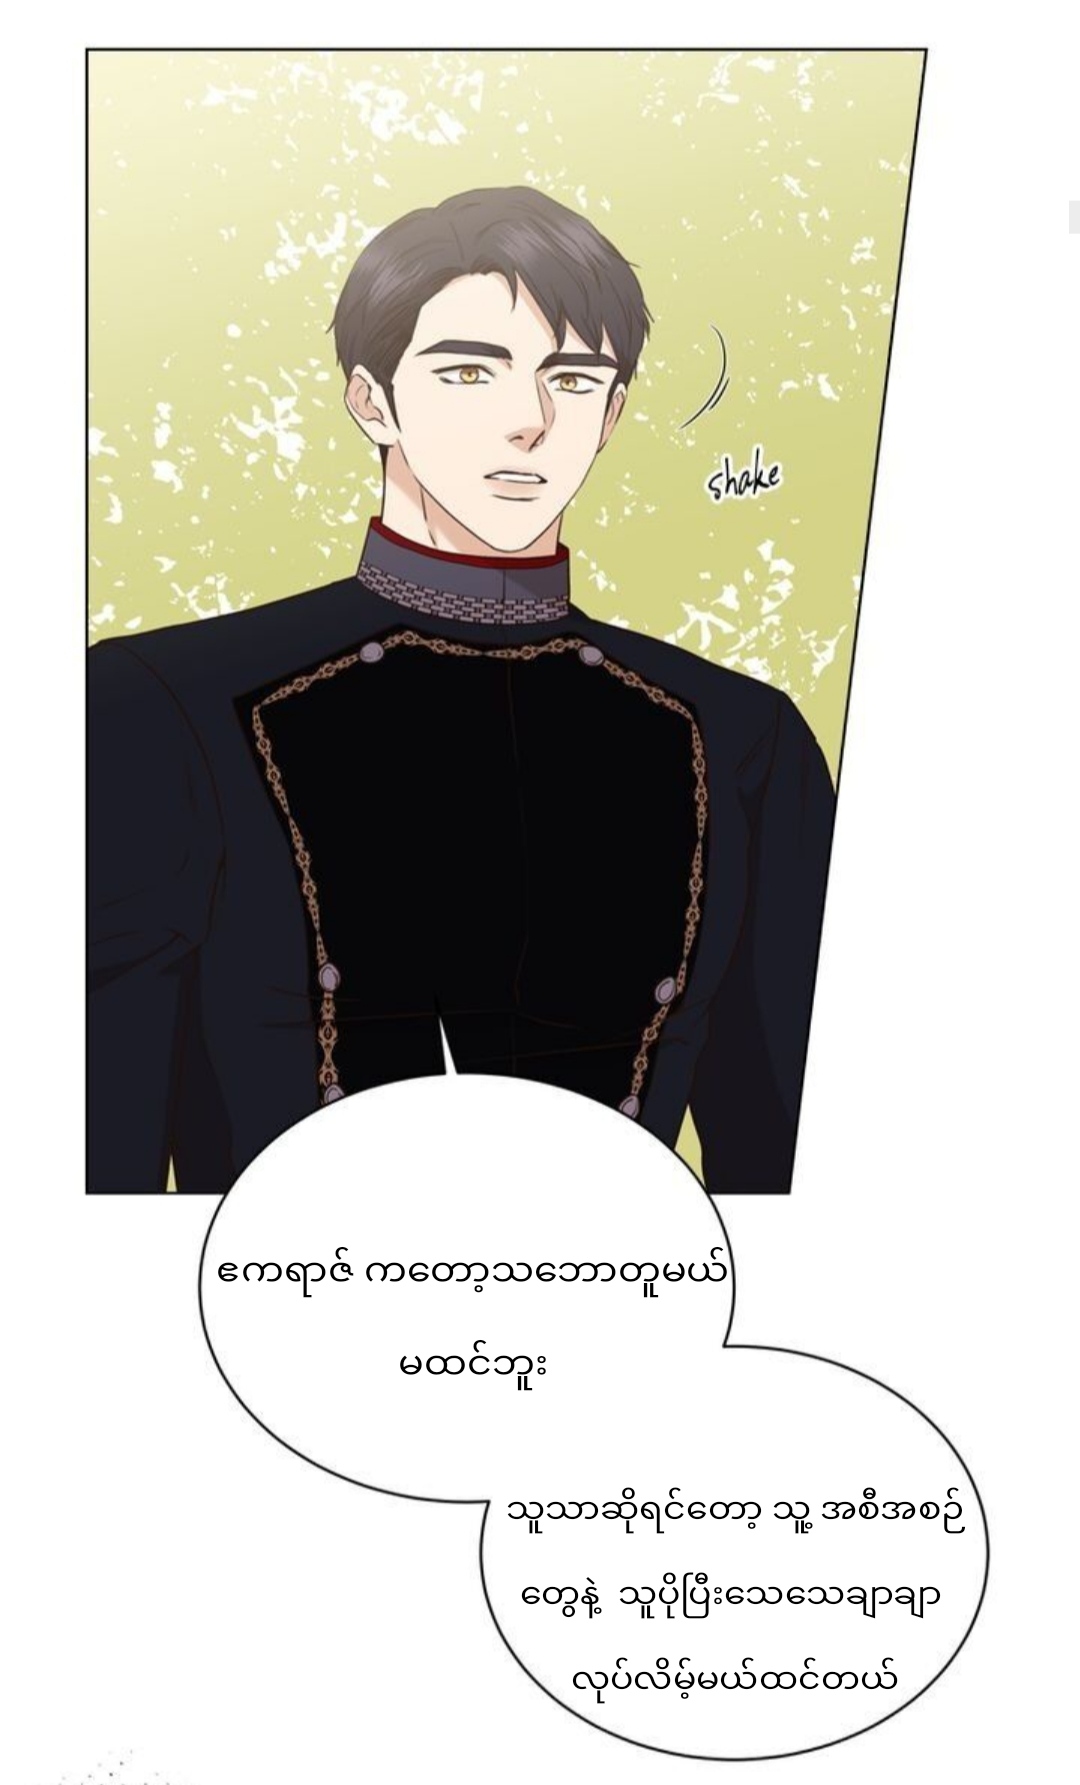 shake
ဧကရာဇ် ကတော့သဘောတူမယ်
မထင်ဘူး
သူသာဆိုရင်တော့ သူ့ အစီအစဉ်
တွေနဲ့ သူပိုပြီးသေသေချာချာ
လုပ်လိမ့်မယ်ထင်တယ်